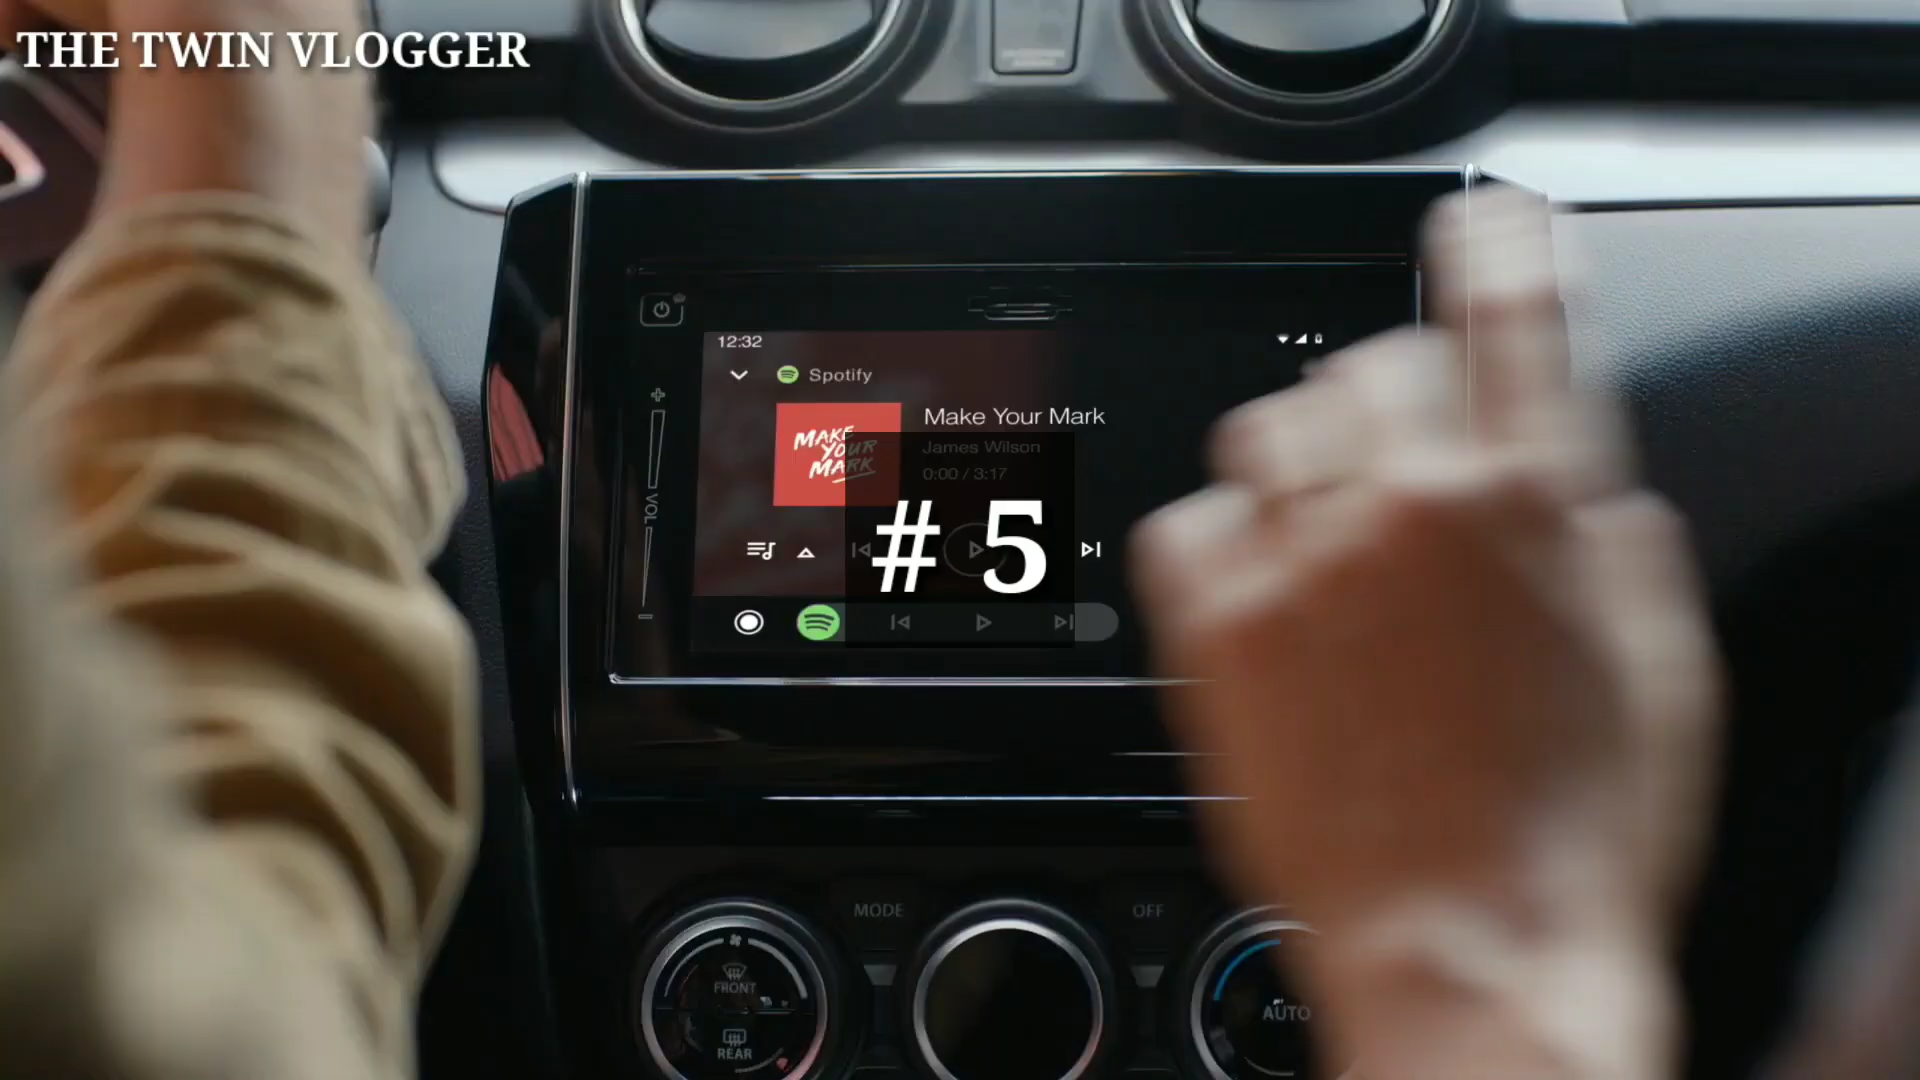 THE TWIN VLOGGER
12:32
Spotify
Make Your Mark
MAKE
YOUR
MARK
James Wilson
0:00 / 3:17
VOL
# 5
MODE
OFF
FRONT
REAR
AUTO